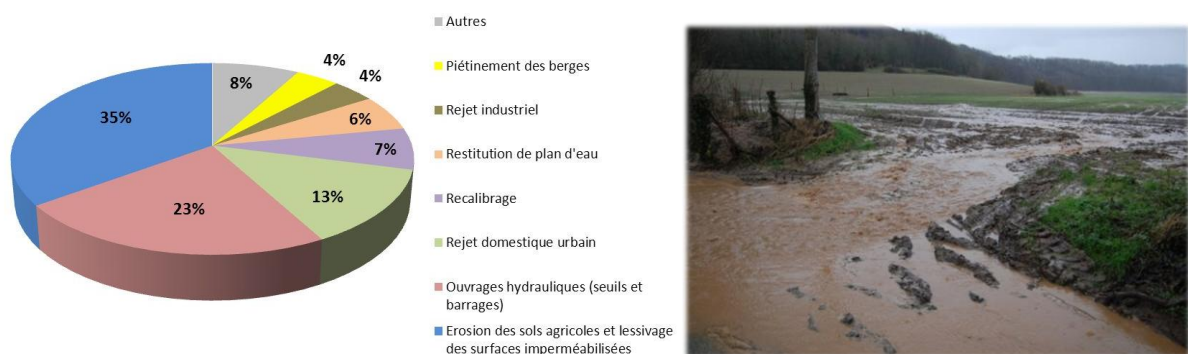 4%
4%
8%
6%
7%
13%
23%
35%
Autres
Piétinement des berges
Rejet industriel
Restitution de plan d'eau
Recalibrage
Rejet domestique urbain
Ouvrages hydrauliques (seuils et
barrages)
Erosion des sols agricoles et lessivage
des surfaces imperméabilisées